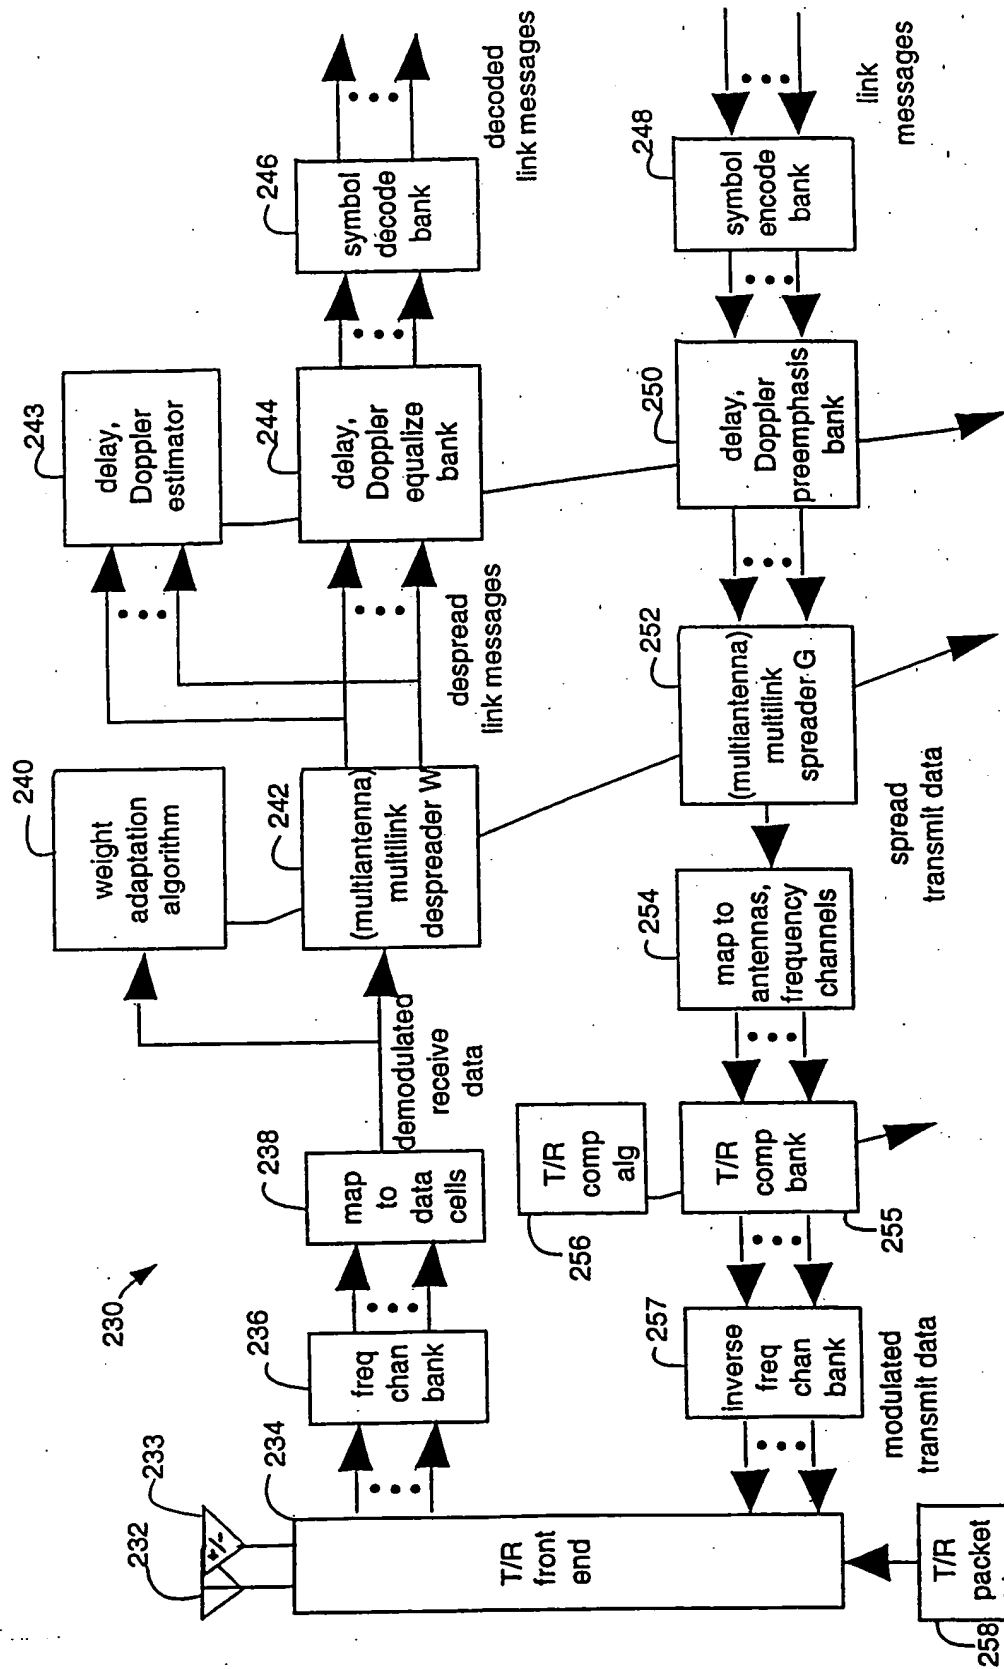 230
232
233
+/-
234
T/R
front
end
236
freq
chan
bank
238
map
to
data
cells
demodulated
receive
data
240
weight
adaptation
algorithm
242
(multiantenna)
multilink
despreader W
despread
link messages
243
delay,
Doppler
estimator
244
delay,
Doppler
equalize
bank
246
symbol
decode
bank
decoded
link messages
link
messages
248
symbol
encode
bank
250
delay,
Doppler
preemphasis
bank
252
(multiantenna)
multilink
spreader G
spread
transmit data
254
map to
antennas,
frequency
channels
T/R
comp
alg
256
T/R
comp
bank
255
257
inverse
freq
chan
bank
modulated
transmit data
T/R
packet
258